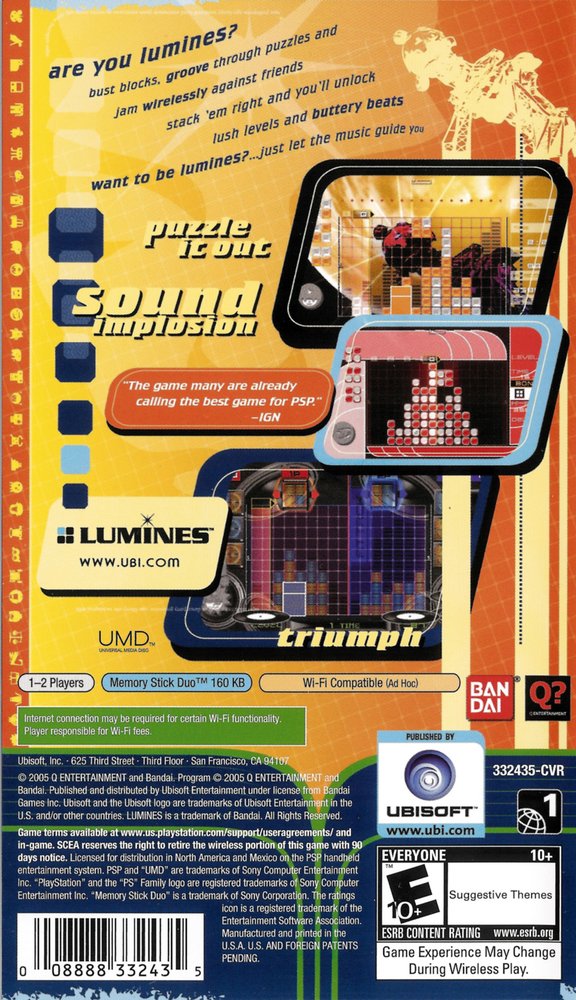 are you lumines?
bust blocks, groove through puzzles and
jam wirelessly against friends
stack 'em right and you'll unlock
lush levels and buttery beats
want to be lumines?...just let the music guide you
puzzle
it out
sound
implosion
LEVEL
TIME
BON
"The game many are already
calling the best game for PSP."
–IGN
LUMINES™
www.UBI.com
1 TIME
triumph
UMD™
UNIVERSAL MEDIA DISC
1–2 Players
Memory Stick Duo™ 160 KB
Wi-Fi Compatible (Ad Hoc)
BAN
DAI
Q?
Q ENTERTAINMENT
Internet connection may be required for certain Wi-Fi functionality.
Player responsible for Wi-Fi fees.
PUBLISHED BY
UBISOFT™
www.ubi.com
332435-CVR
1
Ubisoft, Inc. · 625 Third Street · Third Floor · San Francisco, CA 94107
© 2005 Q ENTERTAINMENT and Bandai. Program © 2005 Q ENTERTAINMENT and
Bandai. Published and distributed by Ubisoft Entertainment under license from Bandai
Games Inc. Ubisoft and the Ubisoft logo are trademarks of Ubisoft Entertainment in the
U.S. and/or other countries. LUMINES is a trademark of Bandai. All Rights Reserved.
Game terms available at www.us.playstation.com/support/useragreements/ and
in-game. SCEA reserves the right to retire the wireless portion of this game with 90
days notice. Licensed for distribution in North America and Mexico on the PSP handheld
entertainment system. PSP and "UMD" are trademarks of Sony Computer Entertainment
Inc. "PlayStation" and the "PS" Family logo are registered trademarks of Sony Computer
Entertainment Inc. "Memory Stick Duo" is a trademark of Sony Corporation. The ratings
icon is a registered trademark of the
Entertainment Software Association.
Manufactured and printed in the
U.S.A. U.S. AND FOREIGN PATENTS
PENDING.
0 08888 33243 5
EVERYONE 10+
E
10+
™
Suggestive Themes
ESRB CONTENT RATING www.esrb.org
Game Experience May Change
During Wireless Play.